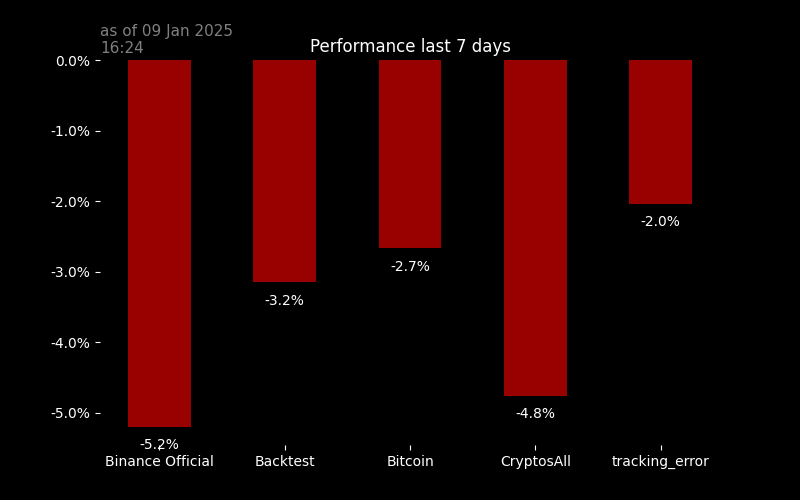 as of 09 Jan 2025
16:24
Performance last 7 days
0.0%
-1.0%
-2.0%
-3.0%
-4.0%
-5.0%
-5.2%
-3.2%
-2.7%
-4.8%
-2.0%
Binance Official
Backtest
Bitcoin
CryptosAll
tracking_error